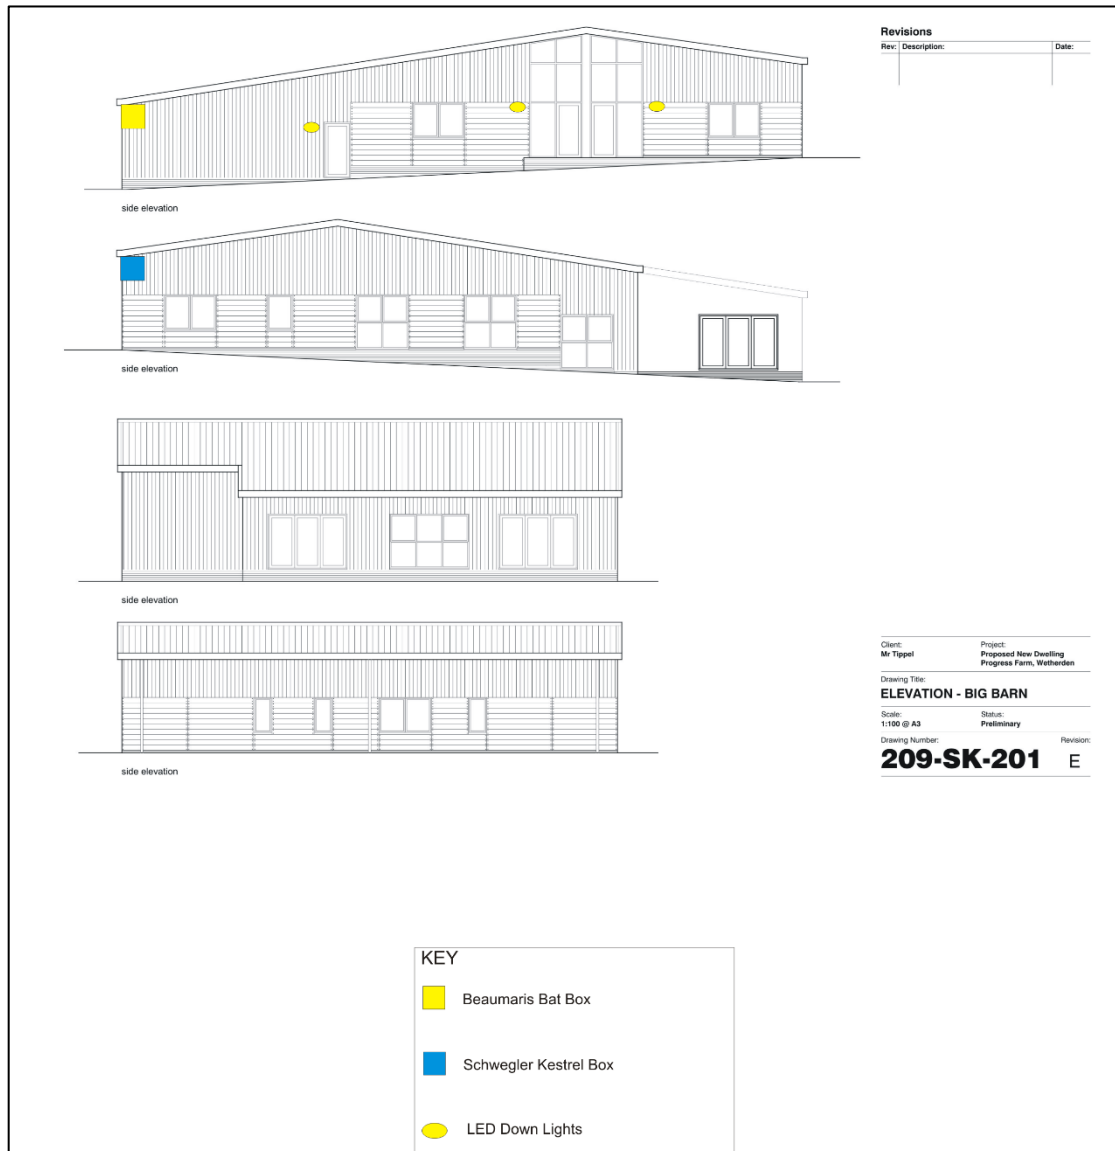 Revisions
Rev: Description: Date:
side elevation
side elevation
side elevation
side elevation
Client: Project:
Mr Tippel Proposed New Dwelling
Progress Farm, Wetherden
Drawing Title:
ELEVATION - BIG BARN
Scale: Status:
1:100 @ A3 Preliminary
Drawing Number: Revision:
209-SK-201 E
KEY
Beaumaris Bat Box
Schwegler Kestrel Box
LED Down Lights